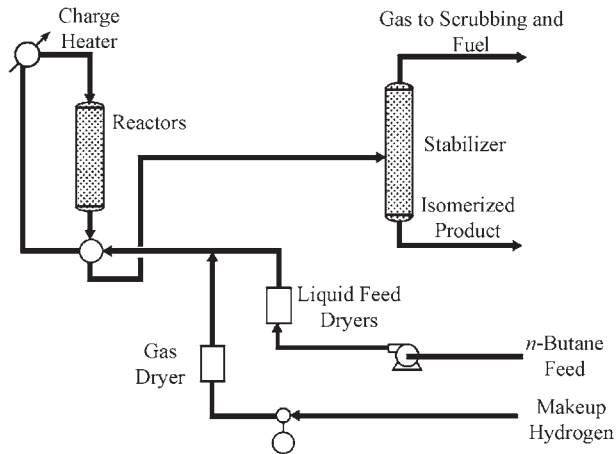 Charge
Heater
Gas to Scrubbing and
Fuel
Reactors
Stabilizer
Isomerized
Product
Liquid Feed
Dryers
Gas
Dryer
n-Butane
Feed
Makeup
Hydrogen